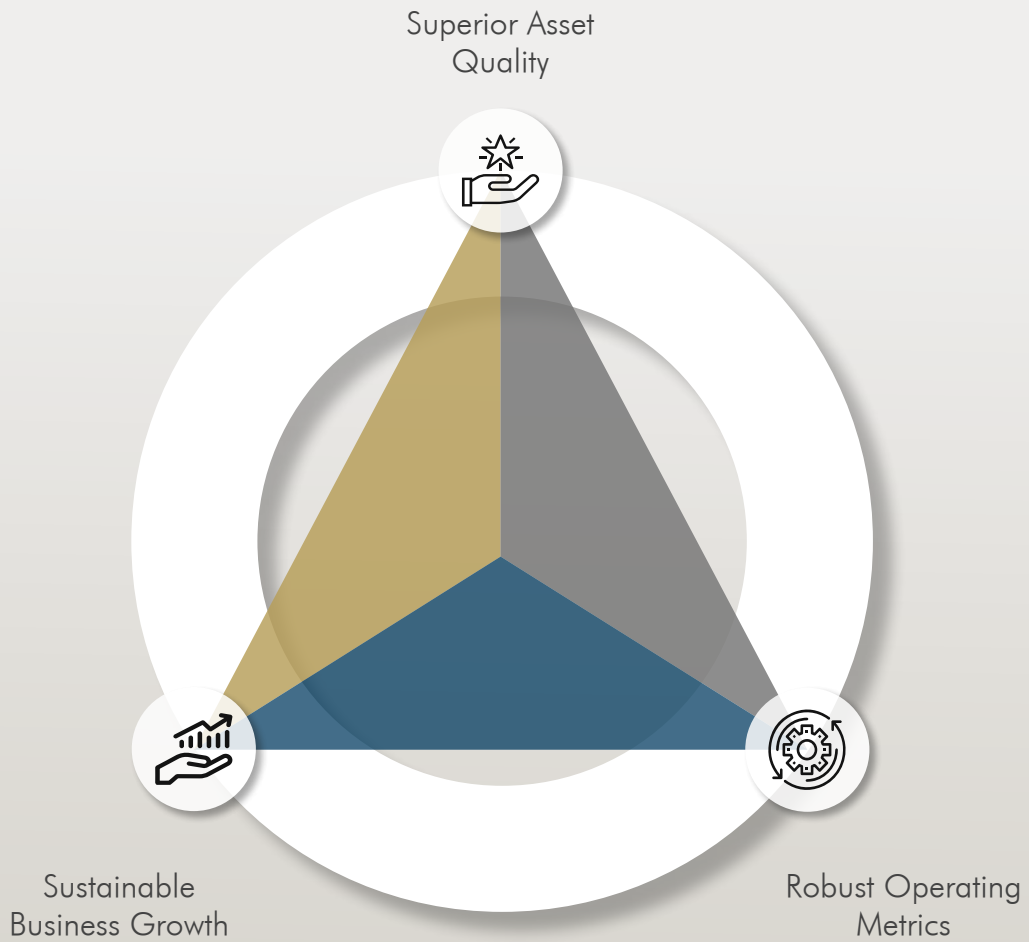 Superior Asset
Quality
Sustainable
Business Growth
Robust Operating
Metrics